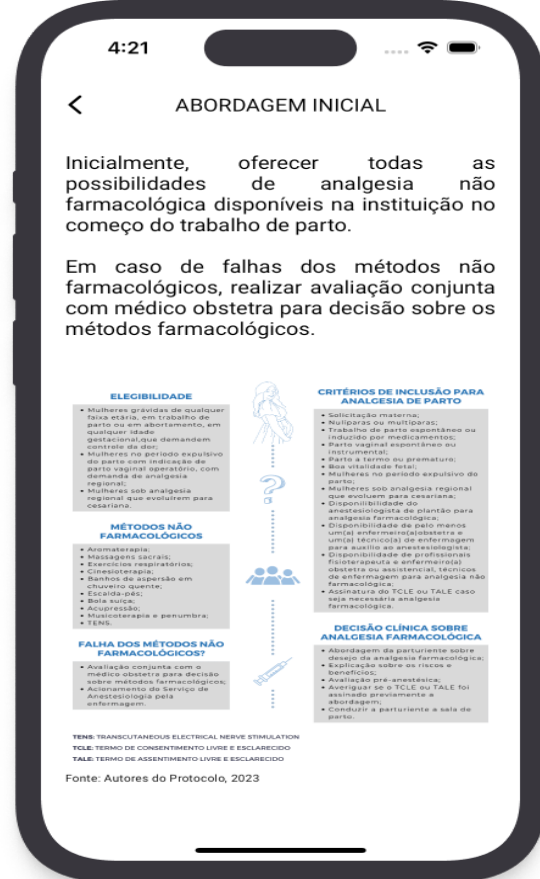 4:21
ABORDAGEM INICIAL
Inicialmente, oferecer todas as
possibilidades de analgesia não
farmacológica disponíveis na instituição no
começo do trabalho de parto.
Em caso de falhas dos métodos não
farmacológicos, realizar avaliação conjunta
com médico obstetra para decisão sobre os
métodos farmacológicos.
ELEGIBILIDADE
• Mulheres grávidas de qualquer
faixa etária, em trabalho de
parto ou em abortamento, em
qualquer idade
gestacional,que demandem
controle da dor;
• Mulheres no período expulsivo
do parto com indicação de
parto vaginal operatório, com
demanda de analgesia
regional;
• Mulheres sob analgesia
regional que evoluírem para
cesariana.
MÉTODOS NÃO
FARMACOLÓGICOS
• Aromaterapia;
• Massagens sacrais;
• Exercícios respiratórios;
• Cinesioterapia;
• Banhos de aspersão em
chuveiro quente;
• Escalda-pés;
• Bola suíça;
• Acupressão;
• Musicoterapia e penumbra;
• TENS.
FALHA DOS MÉTODOS NÃO
FARMACOLÓGICOS?
• Avaliação conjunta com o
médico obstetra para decisão
sobre métodos farmacológicos;
• Acionamento do Serviço de
Anestesiologia pela
enfermagem.
?
CRITÉRIOS DE INCLUSÃO PARA
ANALGESIA DE PARTO
• Solicitação materna;
• Nulíparas ou multíparas;
• Trabalho de parto espontâneo ou
induzido por medicamentos;
• Parto vaginal espontâneo ou
instrumental;
• Parto a termo ou prematuro;
• Boa vitalidade fetal;
• Mulheres no período expulsivo do
parto;
• Mulheres sob analgesia regional
que evoluem para cesariana;
• Disponilibilidade do
anestesiologista de plantão para
analgesia farmacológica;
• Disponibilidade de pelo menos
um(a) enfermeiro(a)obstetra e
um(a) técnico(a) de enfermagem
para auxílio ao anestesiologista;
• Disponibilidade de profissionais
fisioterapeuta e enfermeiro(a)
obstetra ou assistencial, técnicos
de enfermagem para analgesia não
farmacológica;
• Assinatura do TCLE ou TALE caso
seja necessária analgesia
farmacológica.
DECISÃO CLÍNICA SOBRE
ANALGESIA FARMACOLÓGICA
• Abordagem da parturiente sobre
desejo da analgesia farmacológica;
• Explicação sobre os riscos e
benefícios;
• Avaliação pré-anestésica;
• Averiguar se o TCLE ou TALE foi
assinado previamente a
abordagem;
• Conduzir a parturiente a sala de
parto.
TENS: TRANSCUTANEOUS ELECTRICAL NERVE STIMULATION
TCLE: TERMO DE CONSENTIMENTO LIVRE E ESCLARECIDO
TALE: TERMO DE ASSENTIMENTO LIVRE E ESCLARECIDO
Fonte: Autores do Protocolo, 2023